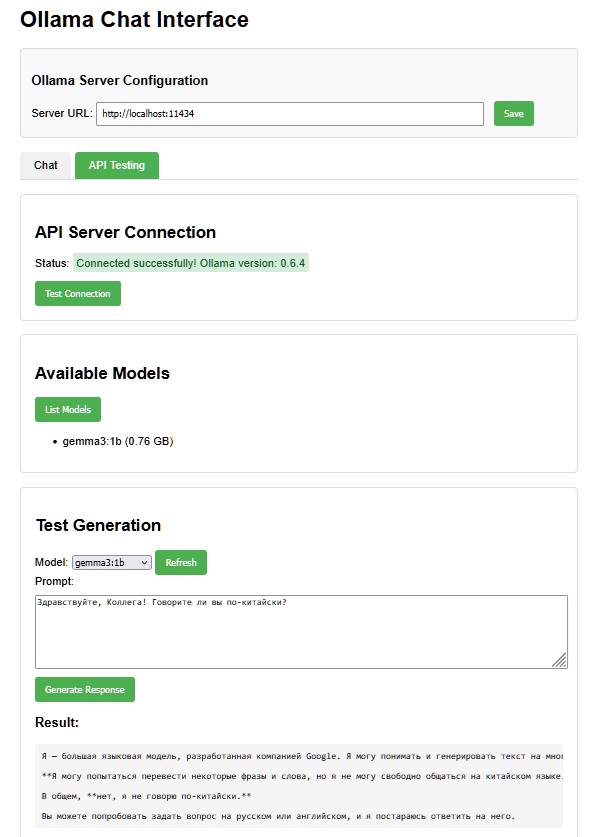 Ollama Chat Interface
Ollama Server Configuration
Server URL: http://localhost:11434 Save
Chat API Testing
API Server Connection
Status: Connected successfully! Ollama version: 0.6.4
Test Connection
Available Models
List Models
• gemma3:1b (0.76 GB)
Test Generation
Model: gemma3:1b Refresh
Prompt:
Здравствуйте, Коллега! Говорите ли вы по-китайски?
Generate Response
Result:
Я — большая языковая модель, разработанная компанией Google. Я могу понимать и генерировать текст на
**Я могу попытаться перевести некоторые фразы и слова, но я не могу свободно общаться на китайском языке.
В общем, **нет, я не говорю по-китайски.**
Вы можете попробовать задать вопрос на русском или английском, и я постараюсь ответить на него.